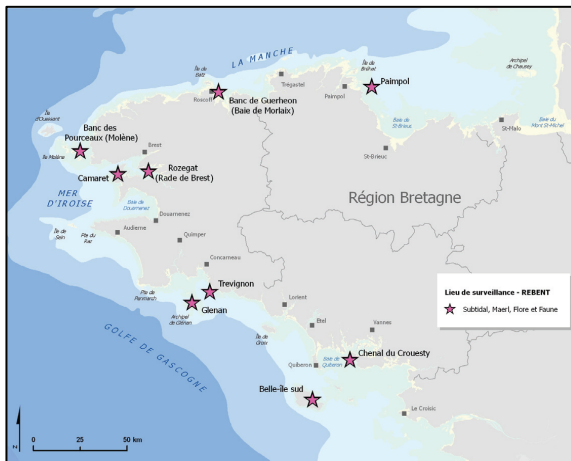 LA MANCHE
Île de
Batz
Roscoff
Trégastel
Île de
Bréhat
Paimpol
Paimpol
Archipel
de Chausey
Banc de Guerheon
(Baie de Morlaix)
Baie de
St-Brieuc
St-Malo
Baie du
Mont St-Michel
Île
d'Ouessant
Banc des
Pourceaux (Molène)
Île Molène
Brest
Rozegat
(Rade de Brest)
Camaret
St-Brieuc
Région Bretagne
MER
D'IROISE
Baie de
Douarnenez
Douarnenez
Île de
Sein
Pte du
Raz
Audierne
Quimper
Concarneau
Trevignon
Pte de
Penmarch
Glenan
Archipel
de Glénan
Lorient
Île de
Groix
Etel
Vannes
Lieu de surveillance - REBENT
Subtidal, Maerl, Flore et Faune
GOLFE DE GASCOGNE
Quiberon
Baie de
Quiberon
Chenal du Crouesty
Belle-ile sud
Le Croisic
N
0 25 50 km